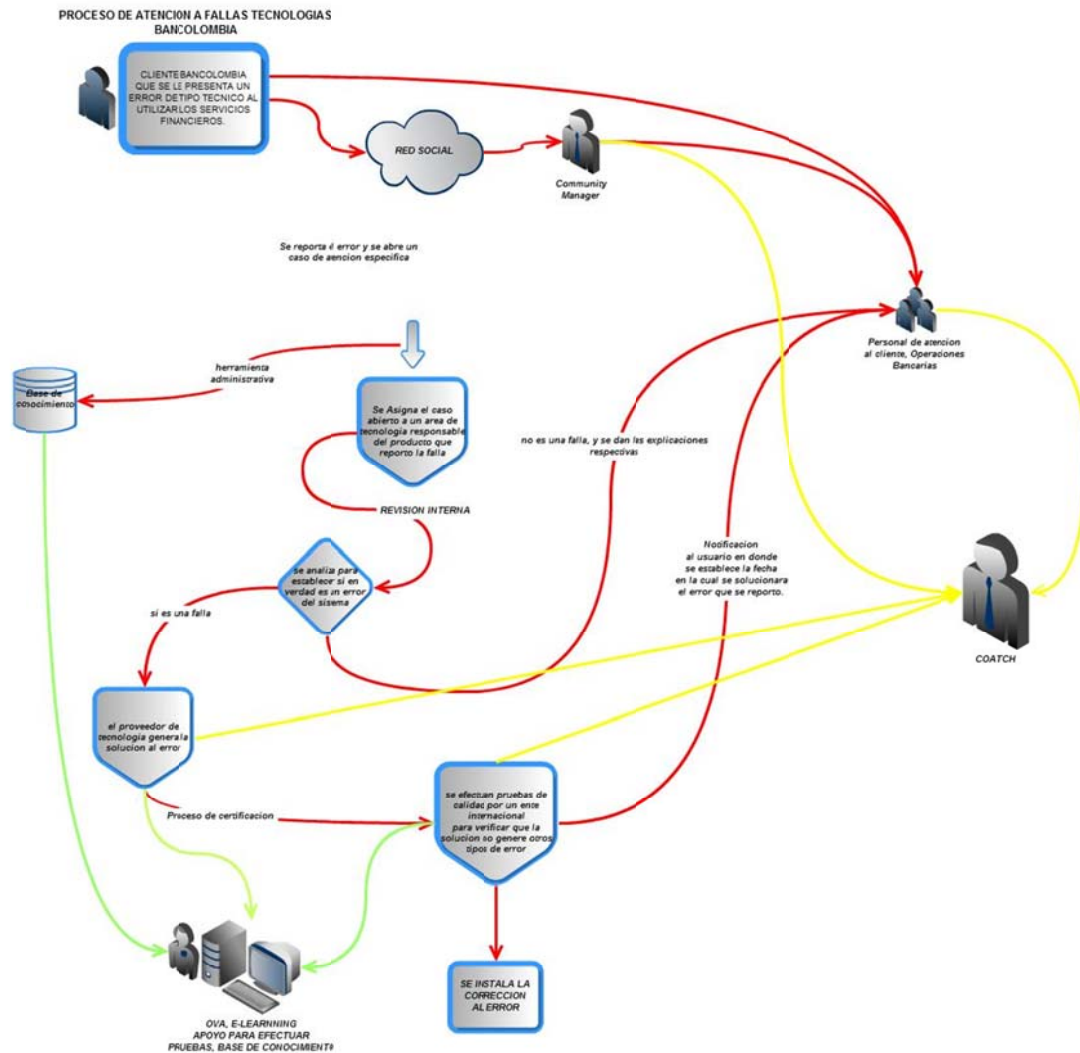 PROCESO DE ATENCION A FALLAS TECNOLOGIAS
BANCOLOMBIA
CLIENTE BANCOLOMBIA
QUE SE LE PRESENTA UN
ERROR DE TIPO TECNICO AL
UTILIZAR LOS SERVICIOS
FINANCIEROS.
RED SOCIAL
Community
Manager
Se reporta el error y se abre un
caso de aencion especifica
Personal de atencion
al cliente, Operaciones
Bancarias
herramienta
administrativa
Base de
conocimiento
Se Asigna el caso
abierto a un area de
tecnologia responsable
del producto que
reporto la falla
no es una falla, y se dan las explicaciones
respectivas
REVISION INTERNA
Notificacion
al usuario en donde
se establece la fecha
en la cual se solucionara
el error que se reporto.
se analiza para
establecer si en
verdad es un error
del sisema
si es una falla
COATCH
el proveedor de
tecnologia genera la
solucion al error
Proceso de certificacion
se efectuan pruebas de
calidad por un ente
internacional
para verificar que la
solucion no genere otros
tipos de error
SE INSTALA LA
CORRECCION
AL ERROR
OVA, E-LEARNNING
APOYO PARA EFECTUAR
PRUEBAS, BASE DE CONOCIMIENTO